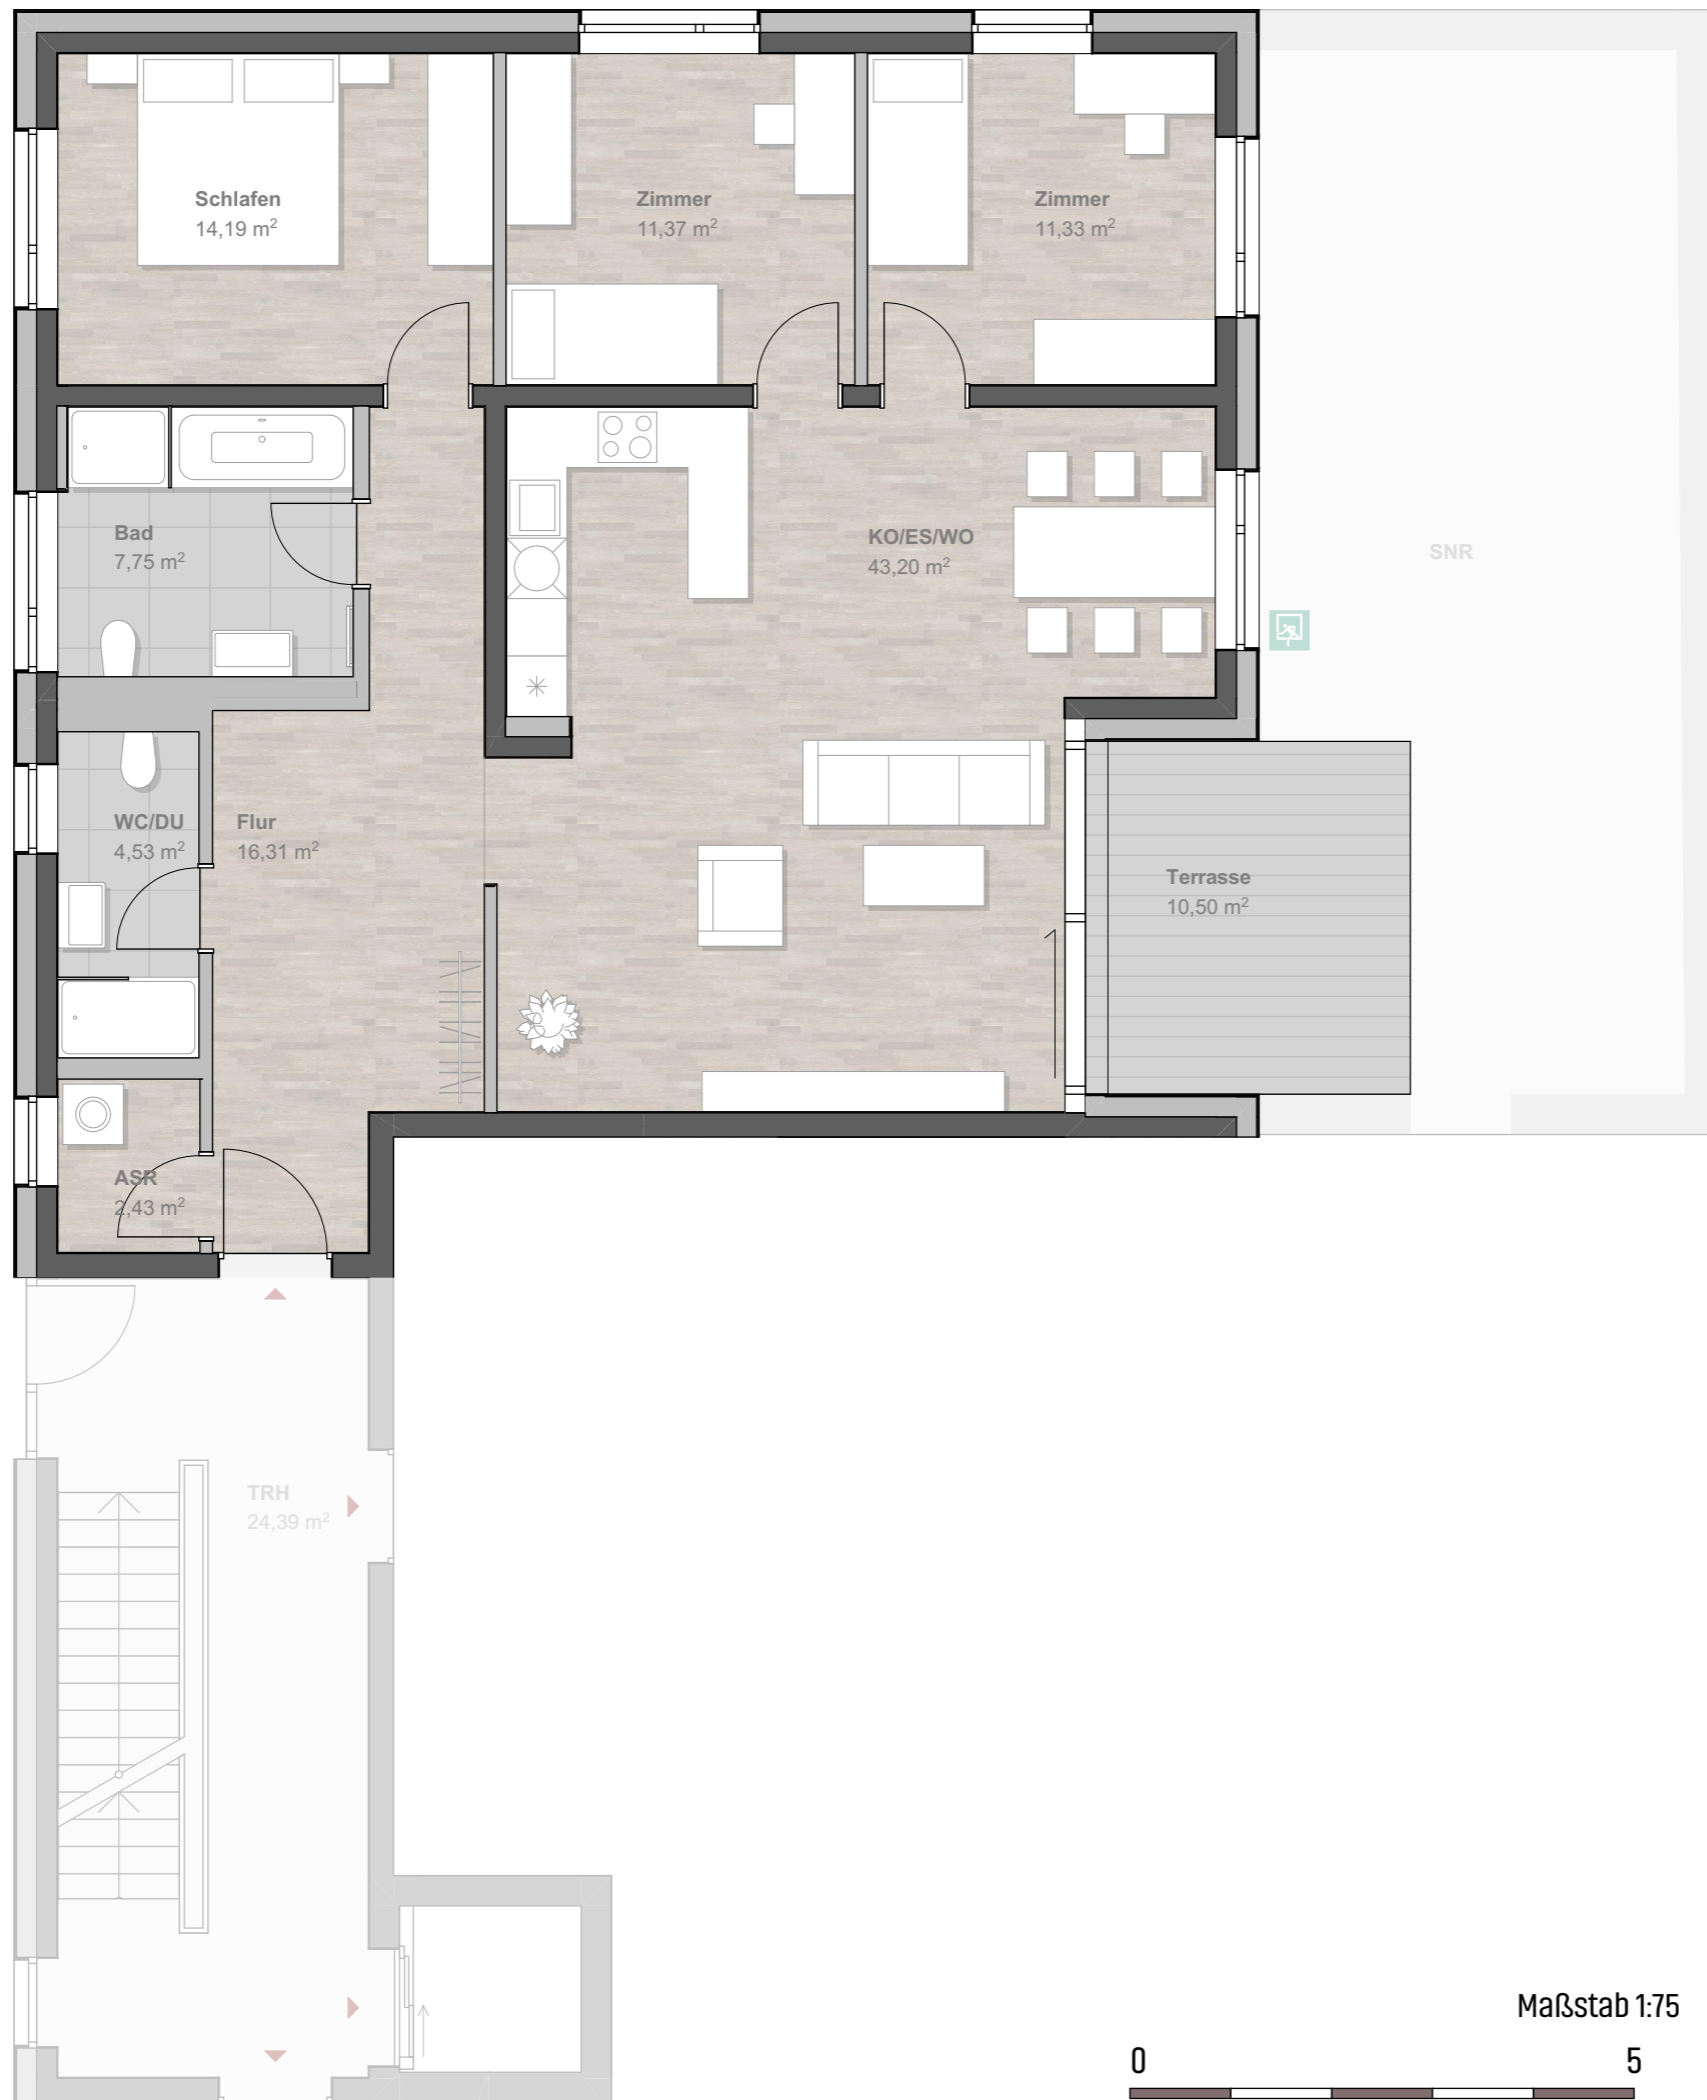 Schlafen
14,19 m²
Zimmer
11,37 m²
Zimmer
11,33 m²
Bad
7,75 m²
KO/ES/WO
43,20 m²
SNR
WC/DU
4,53 m²
Flur
16,31 m²
Terrasse
10,50 m²
ASR
2,43 m²
TRH
24,39 m²
Maßstab 1:75
0 5